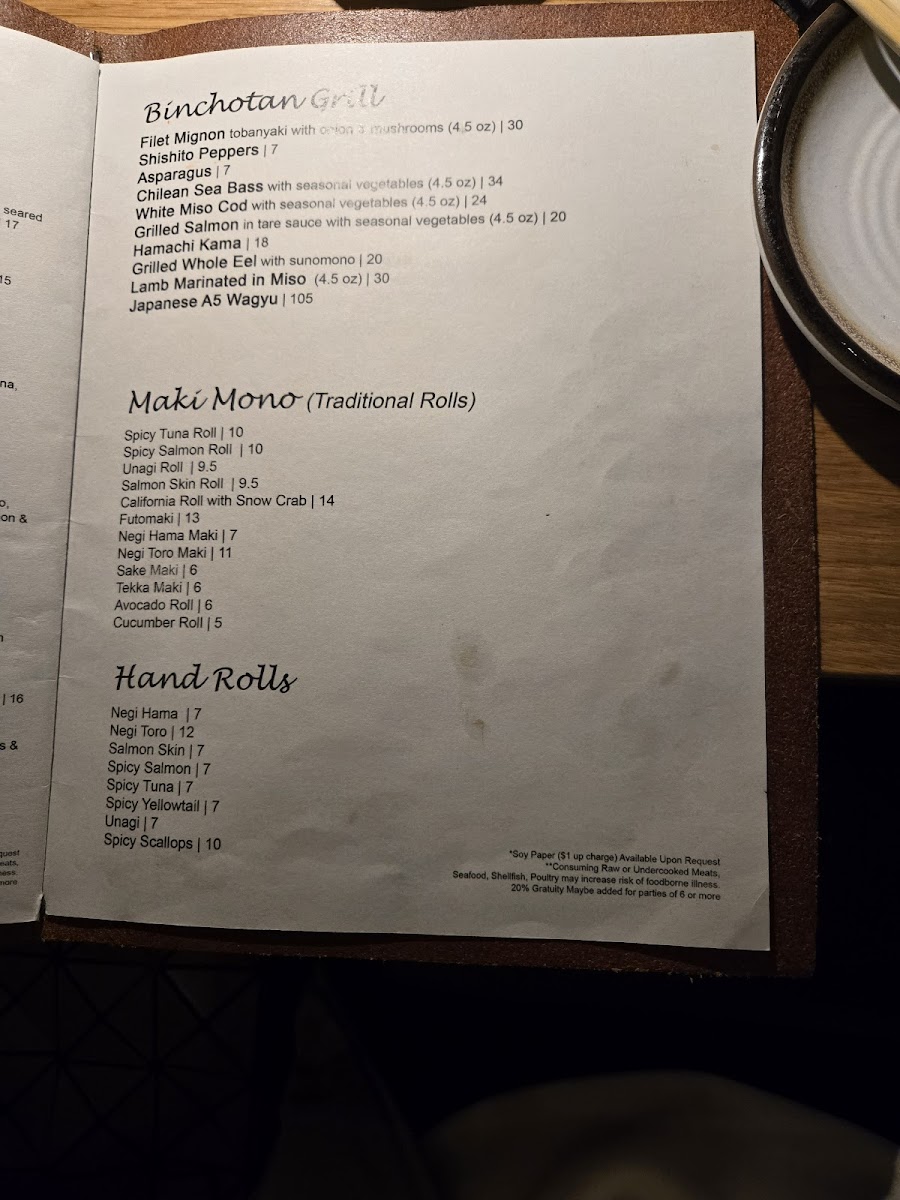 seared
17
15
na,
o,
on &
n
| 16
s &
quest
eats,
ness.
more
Binchotan Grill
Filet Mignon tobanyaki with onion & mushrooms (4.5 oz) | 30
Shishito Peppers | 7
Asparagus | 7
Chilean Sea Bass with seasonal vegetables (4.5 oz) | 34
White Miso Cod with seasonal vegetables (4.5 oz) | 24
Grilled Salmon in tare sauce with seasonal vegetables (4.5 oz) | 20
Hamachi Kama | 18
Grilled Whole Eel with sunomono | 20
Lamb Marinated in Miso (4.5 oz) | 30
Japanese A5 Wagyu | 105
Maki Mono (Traditional Rolls)
Spicy Tuna Roll | 10
Spicy Salmon Roll | 10
Unagi Roll | 9.5
Salmon Skin Roll | 9.5
California Roll with Snow Crab | 14
Futomaki | 13
Negi Hama Maki | 7
Negi Toro Maki | 11
Sake Maki | 6
Tekka Maki | 6
Avocado Roll | 6
Cucumber Roll | 5
Hand Rolls
Negi Hama | 7
Negi Toro | 12
Salmon Skin | 7
Spicy Salmon | 7
Spicy Tuna | 7
Spicy Yellowtail | 7
Unagi | 7
Spicy Scallops | 10
*Soy Paper ($1 up charge) Available Upon Request
**Consuming Raw or Undercooked Meats,
Seafood, Shellfish, Poultry may increase risk of foodborne illness.
20% Gratuity Maybe added for parties of 6 or more